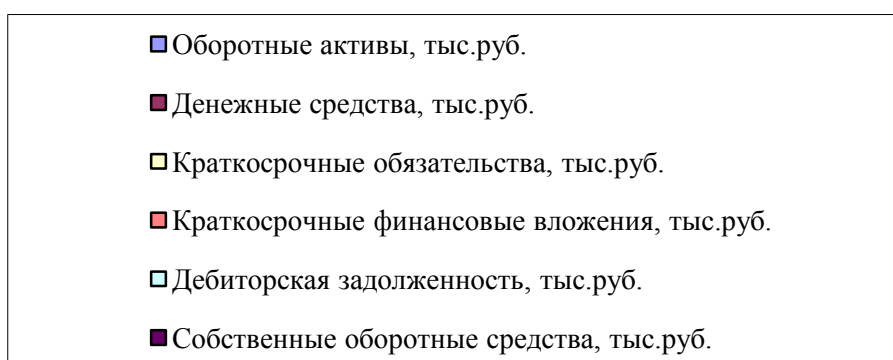 Оборотные активы, тыс.руб.
Денежные средства, тыс.руб.
Краткосрочные обязательства, тыс.руб.
Краткосрочные финансовые вложения, тыс.руб.
Дебиторская задолженность, тыс.руб.
Собственные оборотные средства, тыс.руб.